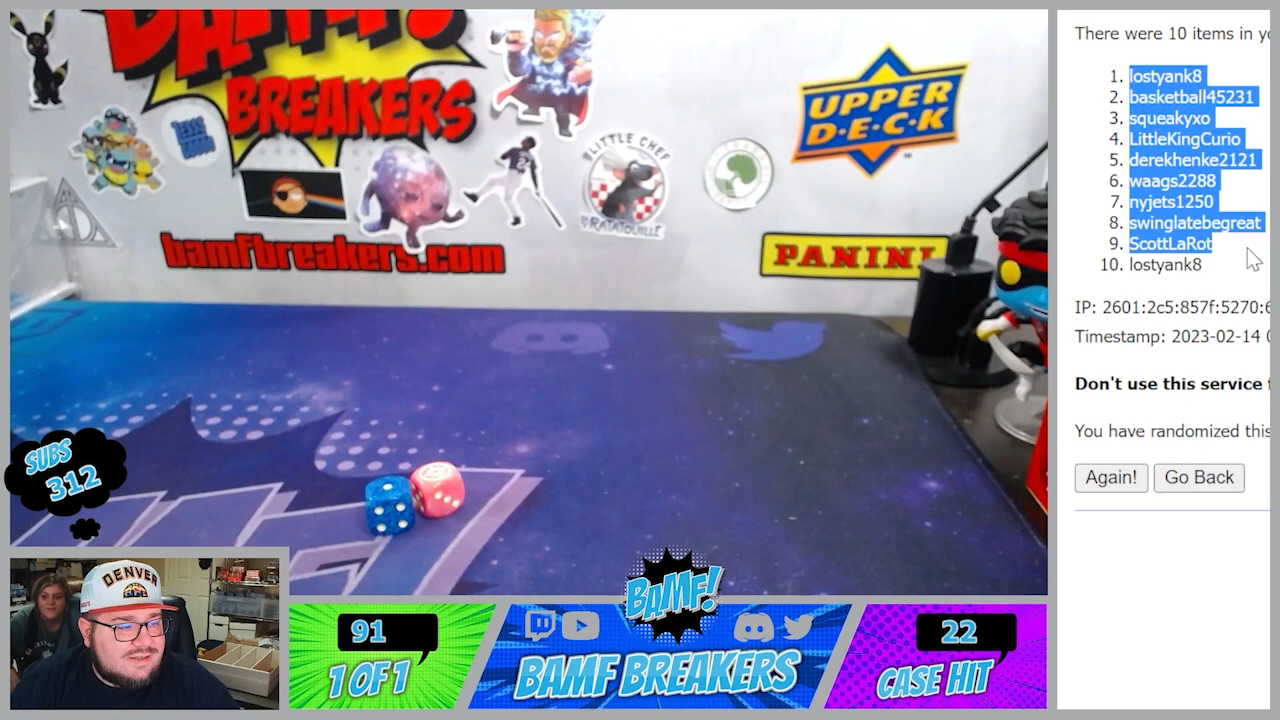 BAMF!
BREAKERS
bamfbreakers.com
UPPER
D·E·C·K
LITTLE CHEF
RATATOUILLE
PANINI
SUBS
312
DENVER
91
1 OF 1
BAMF!
BAMF BREAKERS
22
CASE HIT
There were 10 items in yo
1. lostyank8
2. basketball45231
3. squeakyxo
4. LittleKingCurio
5. derekhenke2121
6. waags2288
7. nyjets1250
8. swinglatebegreat
9. ScottLaRot
10. lostyank8
IP: 2601:2c5:857f:5270:6
Timestamp: 2023-02-14 0
Don't use this service f
You have randomized this
Again!
Go Back